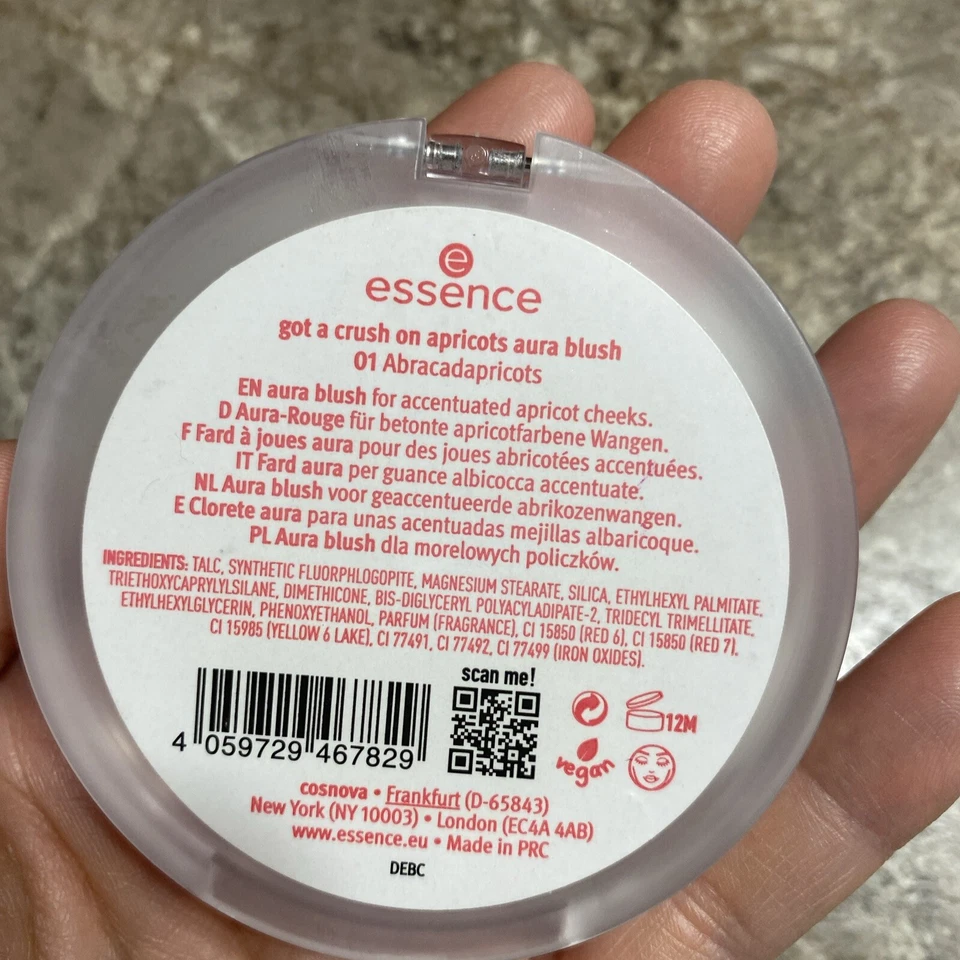 e
essence
got a crush on apricots aura blush
01 Abracadapricots
EN aura blush for accentuated apricot cheeks.
D Aura-Rouge für betonte apricotfarbene Wangen.
F Fard à joues aura pour des joues abricotées accentuées.
IT Fard aura per guance albicocca accentuate.
NL Aura blush voor geaccentueerde abrikozenwangen.
E Clorete aura para unas acentuadas mejillas albaricoque.
PL Aura blush dla morelowych policzków.
INGREDIENTS: TALC, SYNTHETIC FLUORPHLOGOPITE, MAGNESIUM STEARATE, SILICA, ETHYLHEXYL PALMITATE,
TRIETHOXYCAPRYLYLSILANE, DIMETHICONE, BIS-DIGLYCERYL POLYACYLADIPATE-2, TRIDECYL TRIMELLITATE,
ETHYLHEXYLGLYCERIN, PHENOXYETHANOL, PARFUM (FRAGRANCE), CI 15850 (RED 6), CI 15850 (RED 7),
CI 15985 (YELLOW 6 LAKE), CI 77491, CI 77492, CI 77499 (IRON OXIDES).
scan me!
12M
4 059729 467829
vegan
cosnova • Frankfurt (D-65843)
New York (NY 10003) • London (EC4A 4AB)
www.essence.eu • Made in PRC
DEBC